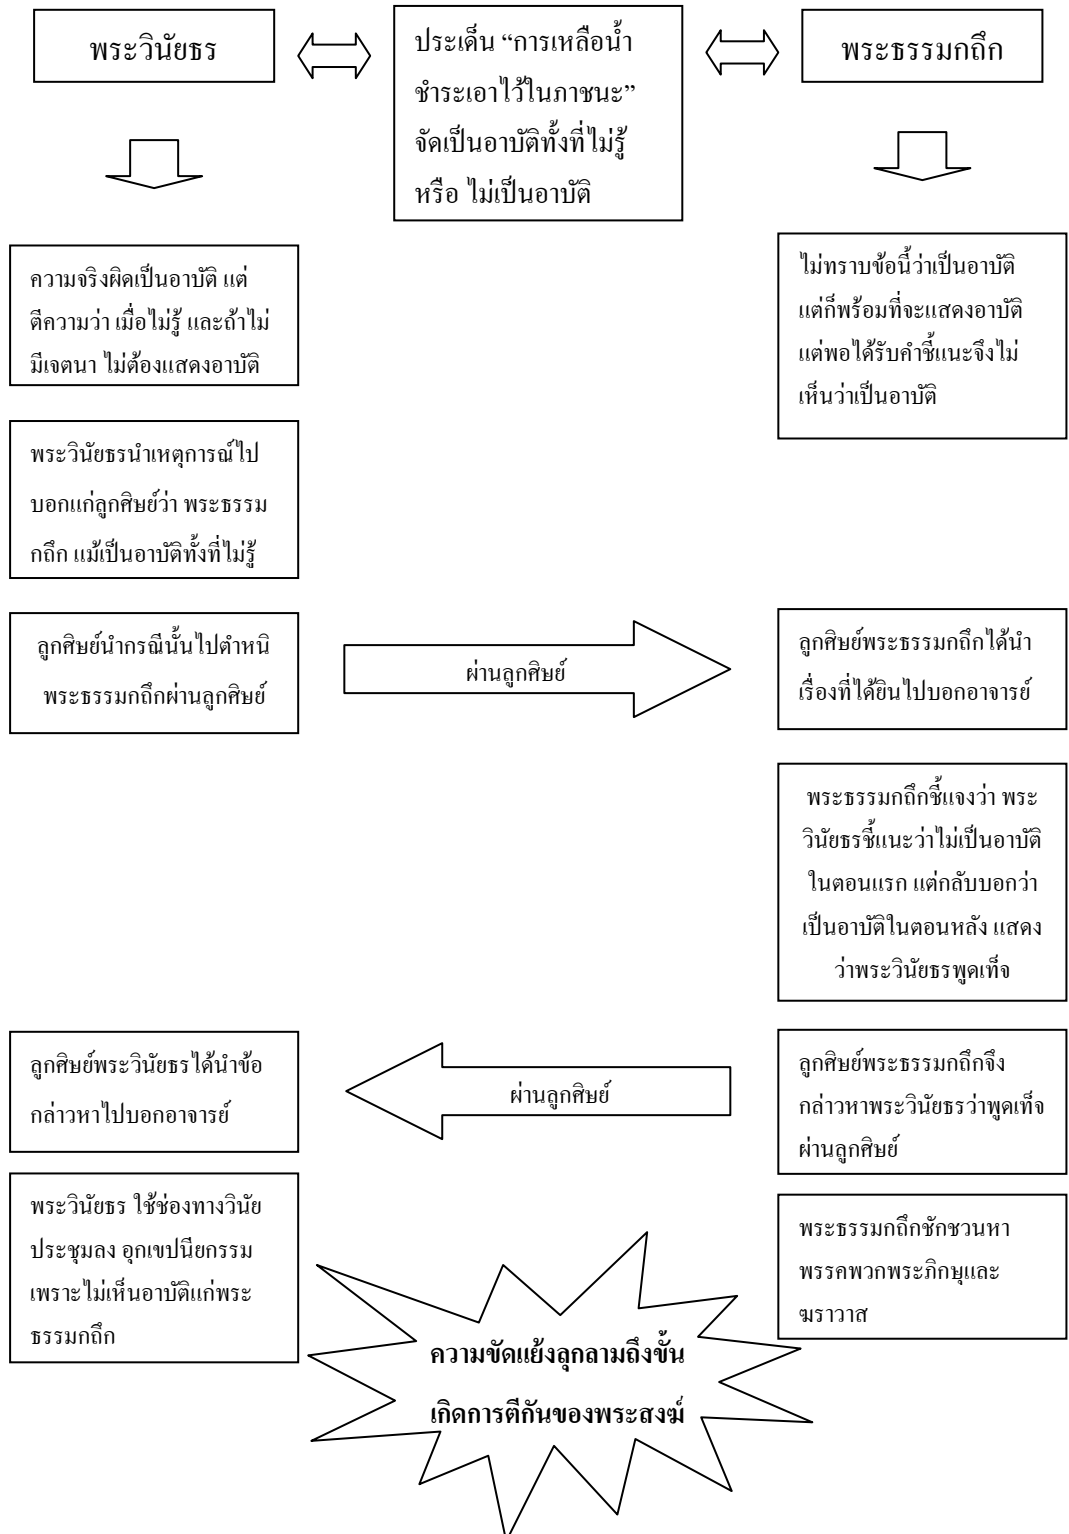 พระวินัยธร
ประเด็น “การเหลือน้ำ
ชำระเอาไว้ในภาชนะ”
จัดเป็นอาบัติทั้งที่ไม่รู้
หรือ ไม่เป็นอาบัติ
พระธรรมกถึก
ความจริงผิดเป็นอาบัติ แต่
ตีความว่า เมื่อไม่รู้ และถ้าไม่
มีเจตนา ไม่ต้องแสดงอาบัติ
ไม่ทราบข้อนี้ว่าเป็นอาบัติ
แต่ก็พร้อมที่จะแสดงอาบัติ
แต่พอได้รับคำชี้แนะจึงไม่
เห็นว่าเป็นอาบัติ
พระวินัยธรนำเหตุการณ์ไป
บอกแก่ลูกศิษย์ว่า พระธรรม
กถึก แม้เป็นอาบัติทั้งที่ไม่รู้
ลูกศิษย์นำกรณีนั้นไปตำหนิ
พระธรรมกถึกผ่านลูกศิษย์
ผ่านลูกศิษย์
ลูกศิษย์พระธรรมกถึกได้นำ
เรื่องที่ได้ยินไปบอกอาจารย์
พระธรรมกถึกชี้แจงว่า พระ
วินัยธรชี้แนะว่าไม่เป็นอาบัติ
ในตอนแรก แต่กลับบอกว่า
เป็นอาบัติในตอนหลัง แสดง
ว่าพระวินัยธรพูดเท็จ
ลูกศิษย์พระวินัยธรได้นำข้อ
กล่าวหาไปบอกอาจารย์
ผ่านลูกศิษย์
ลูกศิษย์พระธรรมกถึกจึง
กล่าวหาพระวินัยธรว่าพูดเท็จ
ผ่านลูกศิษย์
พระวินัยธร ใช้ช่องทางวินัย
ประชุมลง อุกเขปนียกรรม
เพราะไม่เห็นอาบัติแก่พระ
ธรรมกถึก
พระธรรมกถึกชักชวนหา
พรรคพวกพระภิกษุและ
ฆราวาส
ความขัดแย้งลุกลามถึงขั้น
เกิดการตีกันของพระสงฆ์